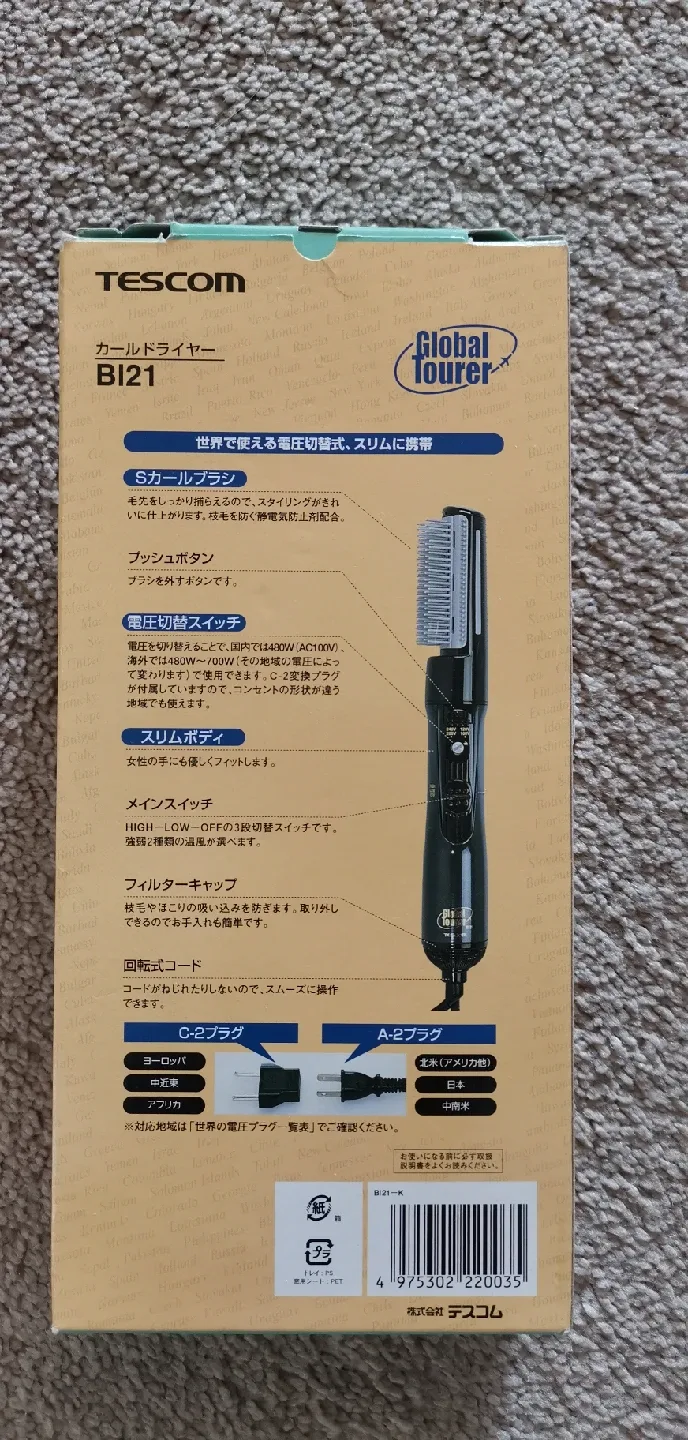 TESCOM
カールドライヤー
BI21
Global
Tourer
世界で使える電圧切替式、スリムに携帯
Sカールブラシ
毛先をしっかり捕らえるので、スタイリングがきれ
いに仕上がります。枝毛を防ぐ静電気防止剤配合。
プッシュボタン
ブラシを外すボタンです。
電圧切替スイッチ
電圧を切り替えることで、国内では480W(AC100V)、
海外では480W〜700W(その地域の電圧によっ
て変わります)で使用できます。C-2変換プラグ
が付属していますので、コンセントの形状が違う
地域でも使えます。
スリムボディ
女性の手にも優しくフィットします。
メインスイッチ
HIGH—LOW—OFFの3段切替スイッチです。
強弱2種類の温風が選べます。
フィルターキャップ
枝毛やほこりの吸い込みを防ぎます。取り外し
できるのでお手入れも簡単です。
Global
Tourer
回転式コード
コードがねじれたりしないので、スムーズに操作
できます。
C-2プラグ
A-2プラグ
ヨーロッパ
中近東
アフリカ
北米(アメリカ他)
日本
中南米
※対応地域は「世界の電圧プラグ一覧表」でご確認ください。
お使いになる前に必ず取扱
説明書をよくお読みください。
紙
箱
プラ
トレイ:PS
BI21—K
4 975302 220035
株式会社 テスコム